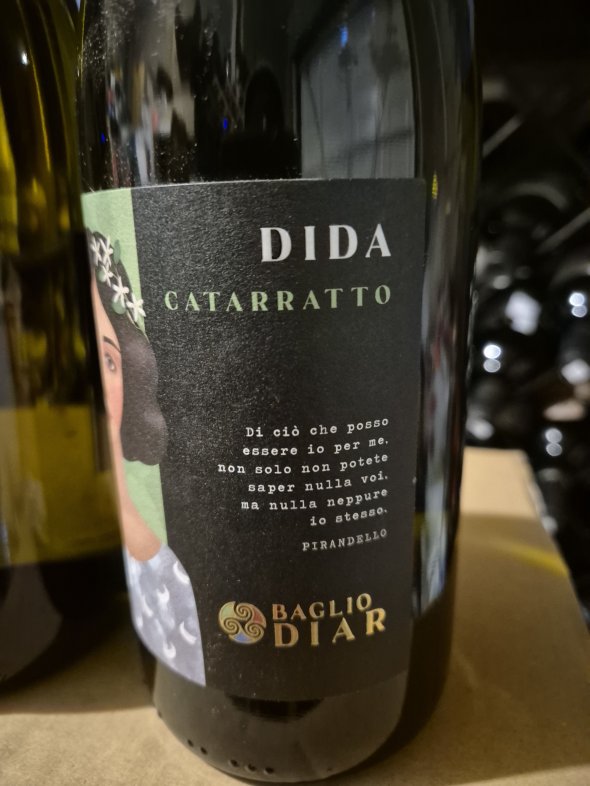 DIDA
CATARRATTO
Di ciò che posso
essere io per me,
non solo non potete
saper nulla voi,
ma nulla neppure
io stesso.
PIRANDELLO
BAGLIO
DIAR